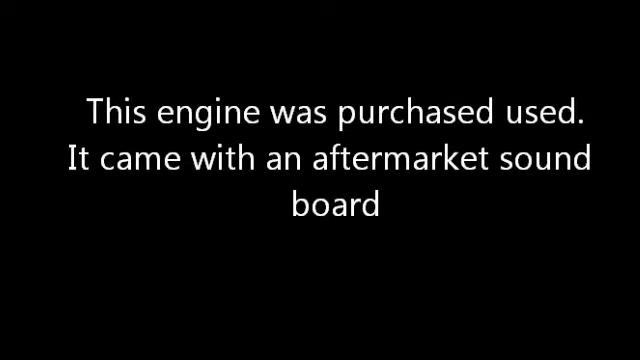 This engine was purchased used.
It came with an aftermarket sound
board